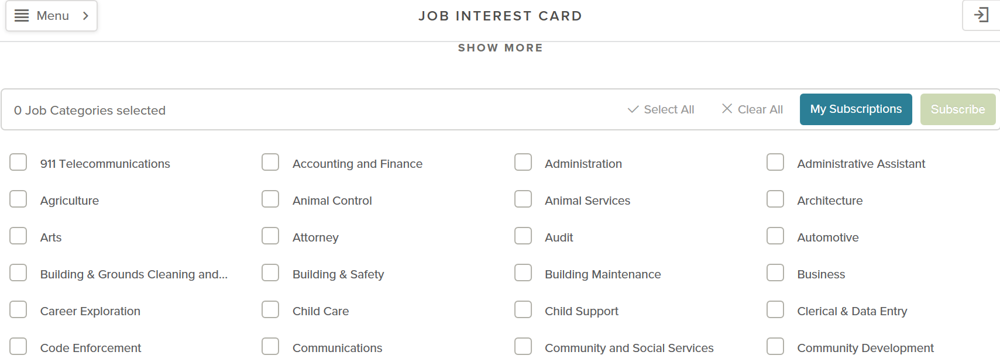 Menu
JOB INTEREST CARD
SHOW MORE
0 Job Categories selected
Select All
Clear All
My Subscriptions
Subscribe
911 Telecommunications
Accounting and Finance
Administration
Administrative Assistant
Agriculture
Animal Control
Animal Services
Architecture
Arts
Attorney
Audit
Automotive
Building & Grounds Cleaning and...
Building & Safety
Building Maintenance
Business
Career Exploration
Child Care
Child Support
Clerical & Data Entry
Code Enforcement
Communications
Community and Social Services
Community Development